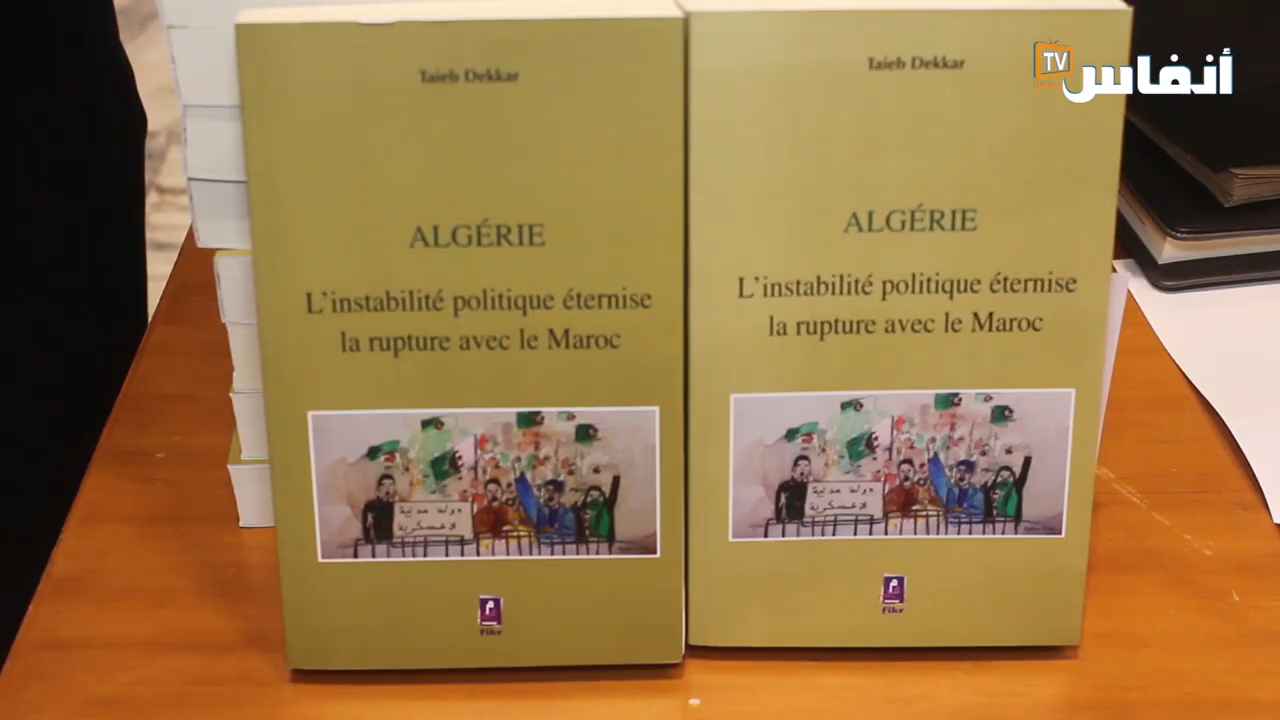 Taieb Dekkar
ALGÉRIE
L'instabilité politique éternise
la rupture avec le Maroc
دولة مدنية
لا عسكرية
fikr
Taieb Dekkar
ALGÉRIE
L'instabilité politique éternise
la rupture avec le Maroc
دولة مدنية
لا عسكرية
fikr
أنفاس TV